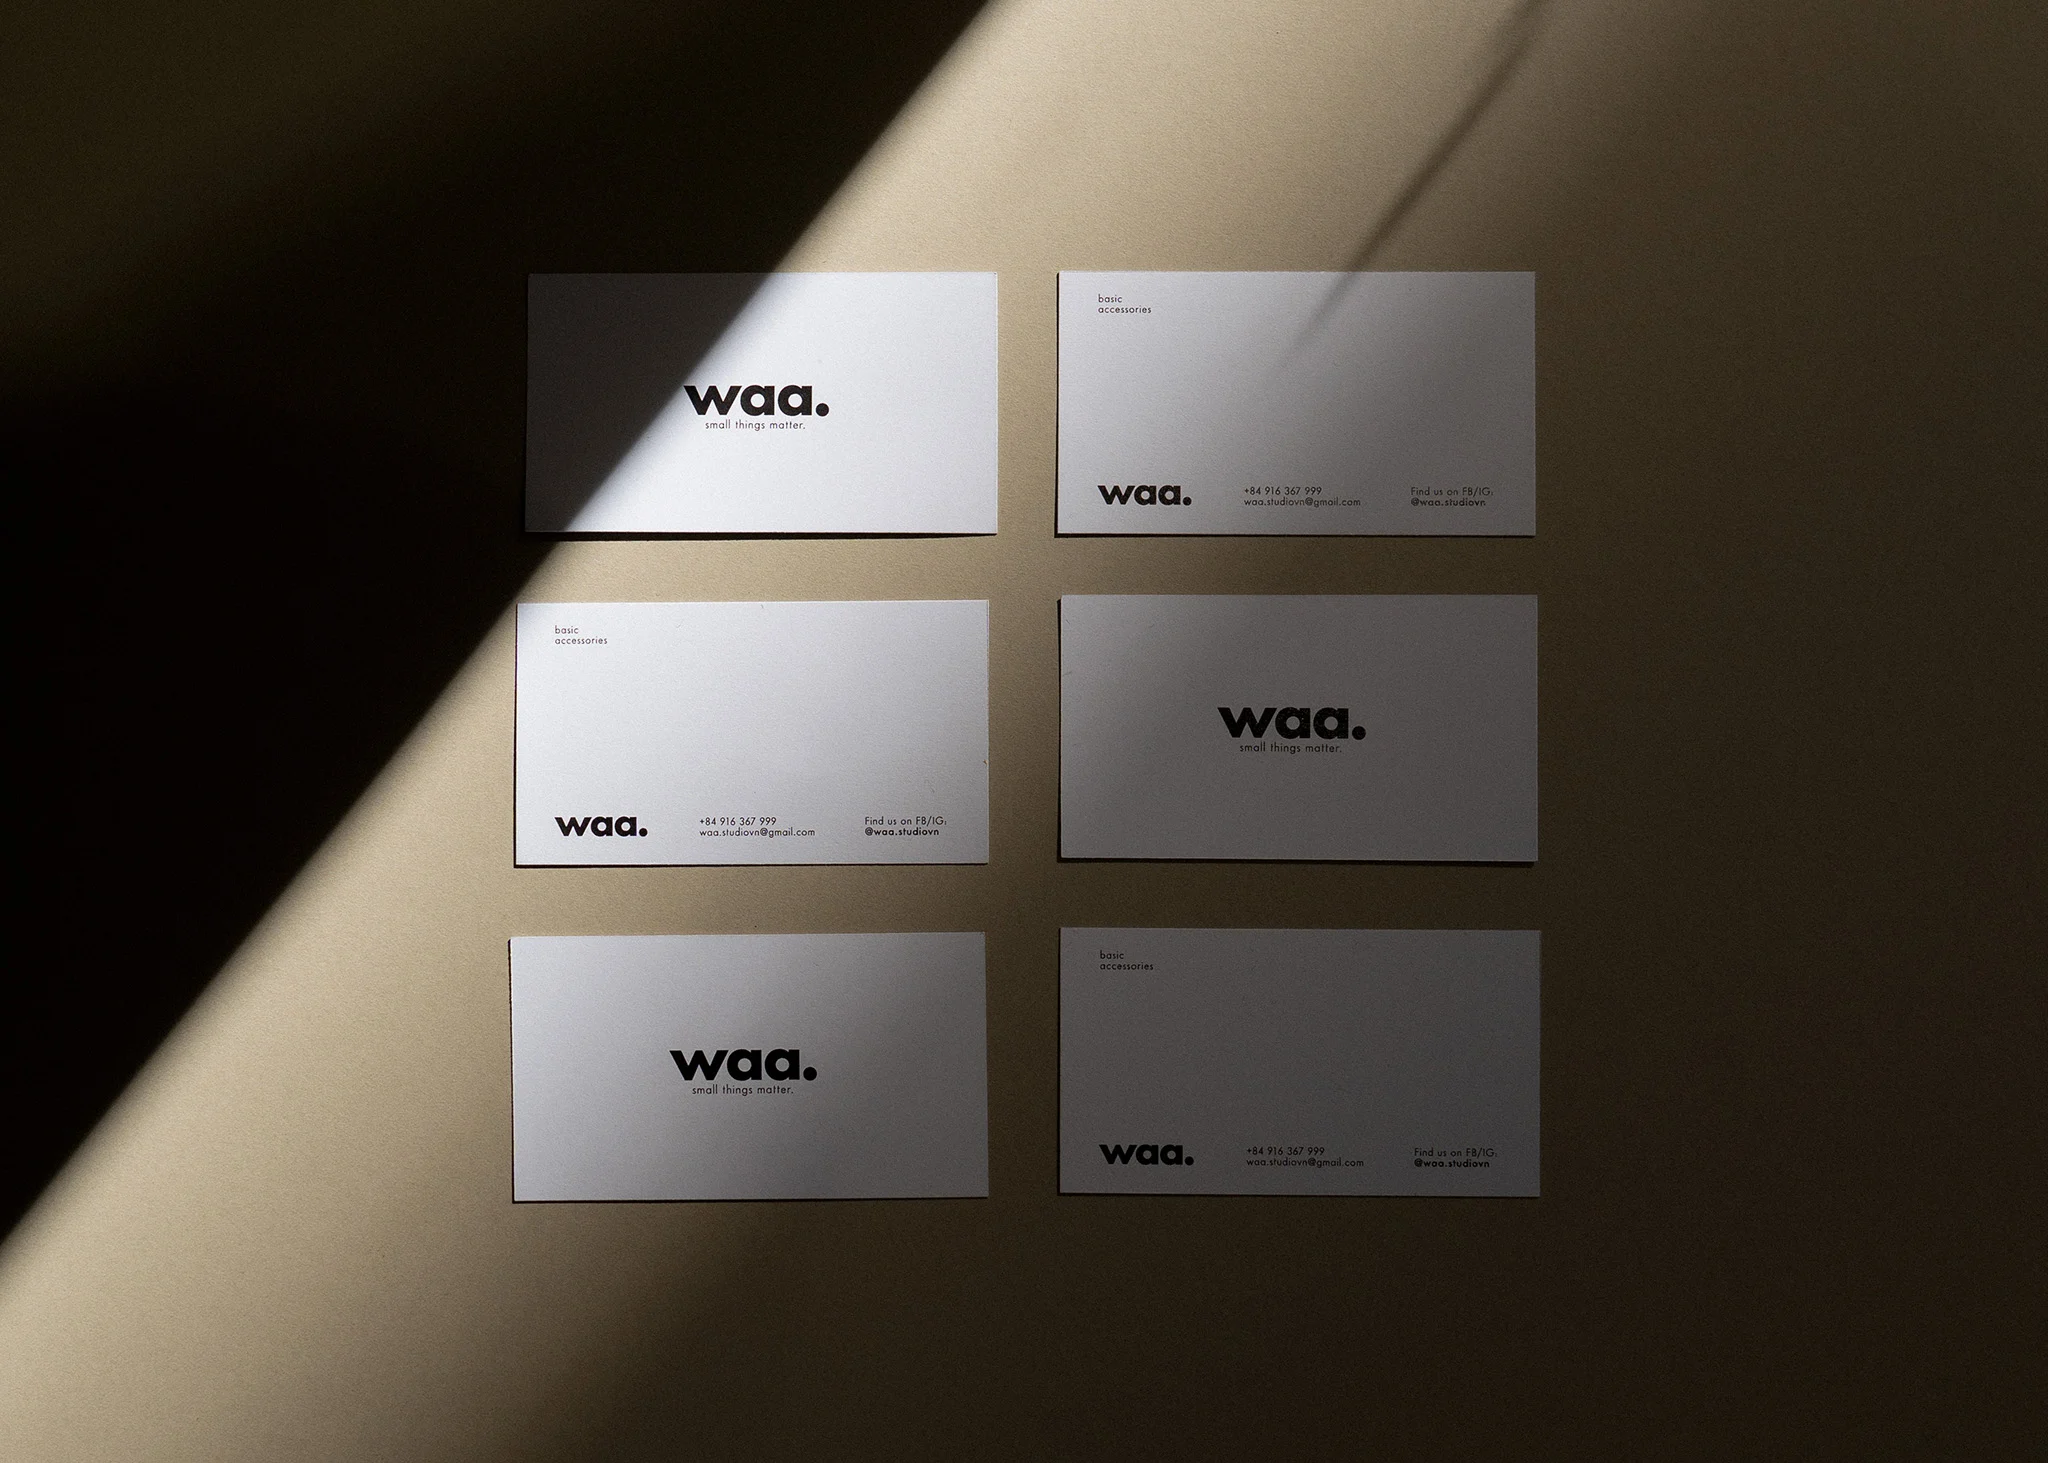 waa.
small things matter.
basic
accessories
waa.
+84 916 367 999
waa.studiovn@gmail.com
Find us on FB/IG:
@waa.studiovn
basic
accessories
waa.
+84 916 367 999
waa.studiovn@gmail.com
Find us on FB/IG:
@waa.studiovn
waa.
small things matter.
waa.
small things matter.
basic
accessories
waa.
+84 916 367 999
waa.studiovn@gmail.com
Find us on FB/IG:
@waa.studiovn